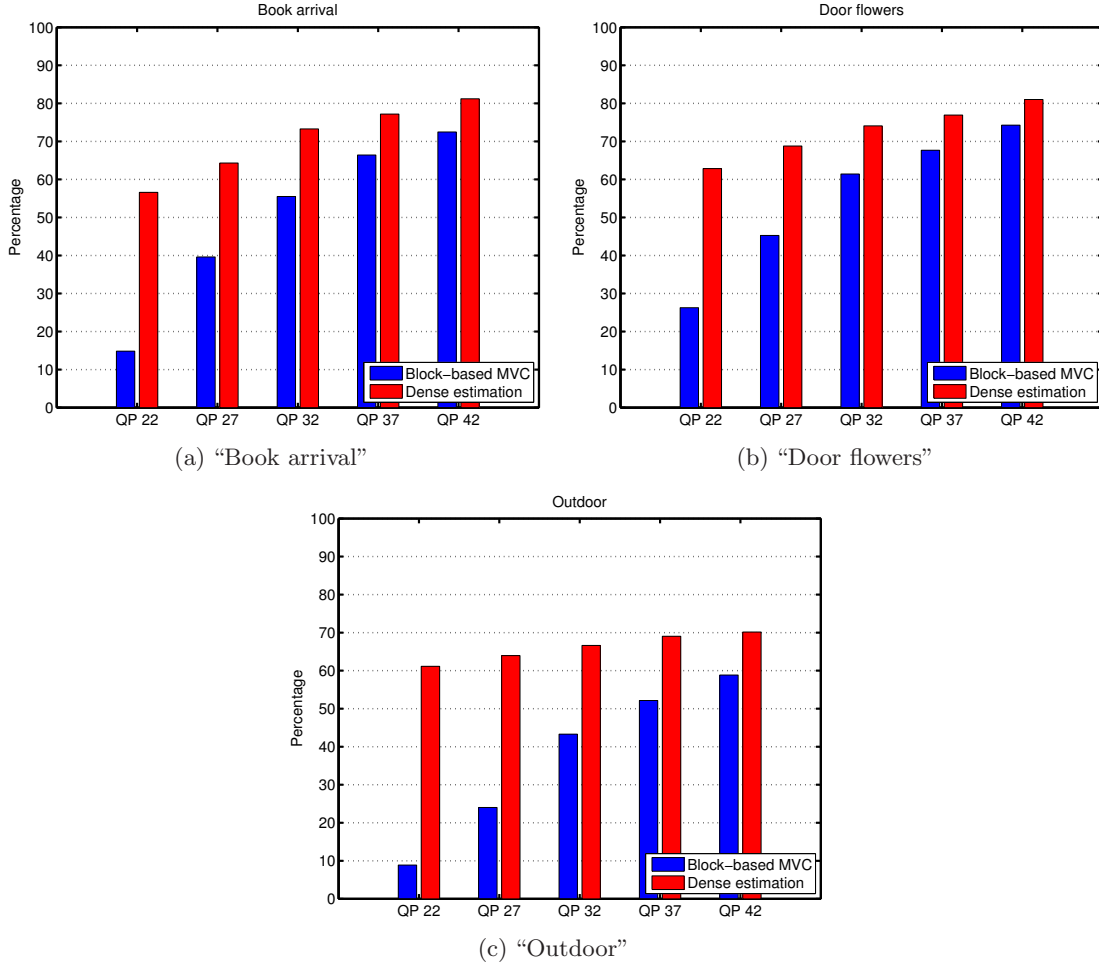 Book arrival
100
90
80
70
60
50
40
30
20
10
0
Percentage
Block-based MVC
Dense estimation
QP 22 QP 27 QP 32 QP 37 QP 42
(a) “Book arrival”
Door flowers
100
90
80
70
60
50
40
30
20
10
0
Percentage
Block-based MVC
Dense estimation
QP 22 QP 27 QP 32 QP 37 QP 42
(b) “Door flowers”
Outdoor
100
90
80
70
60
50
40
30
20
10
0
Percentage
Block-based MVC
Dense estimation
QP 22 QP 27 QP 32 QP 37 QP 42
(c) “Outdoor”